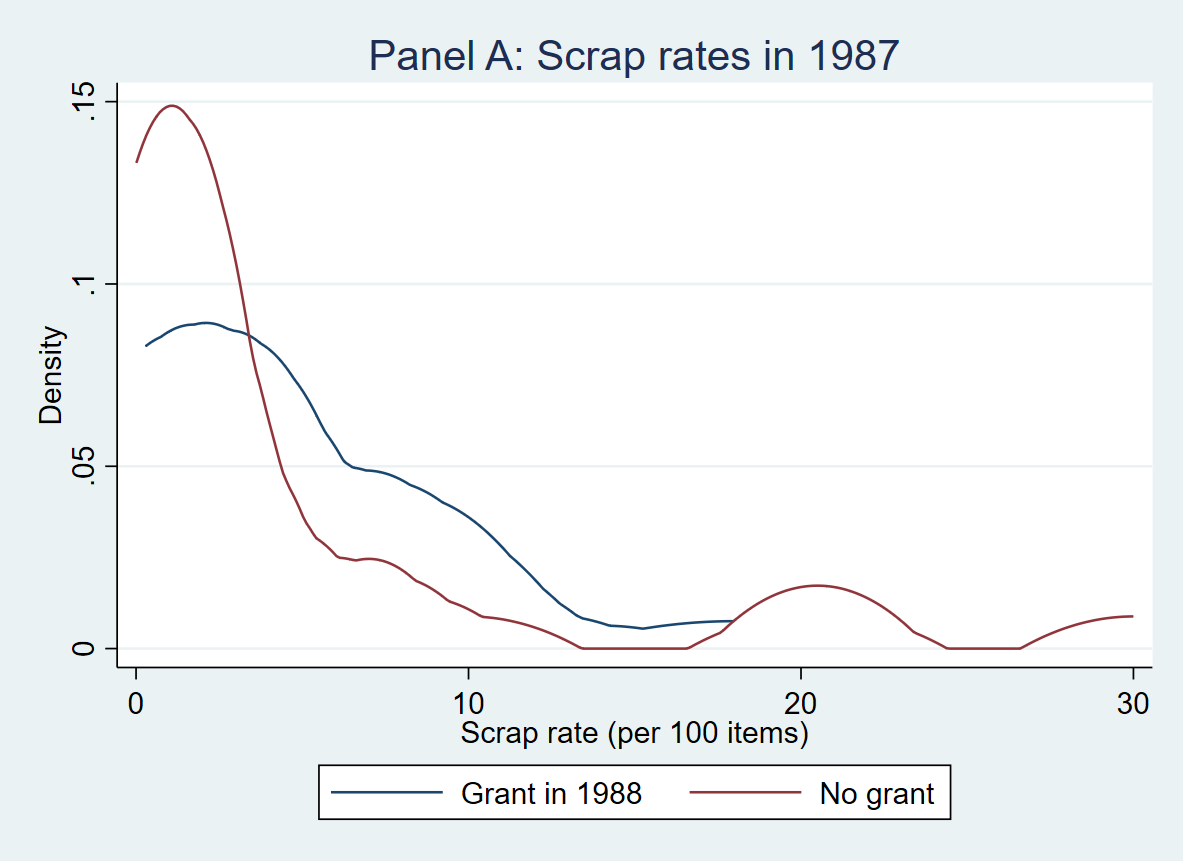 Panel A: Scrap rates in 1987
.15
.1
.05
0
Density
0 10 20 30
Scrap rate (per 100 items)
Grant in 1988 No grant